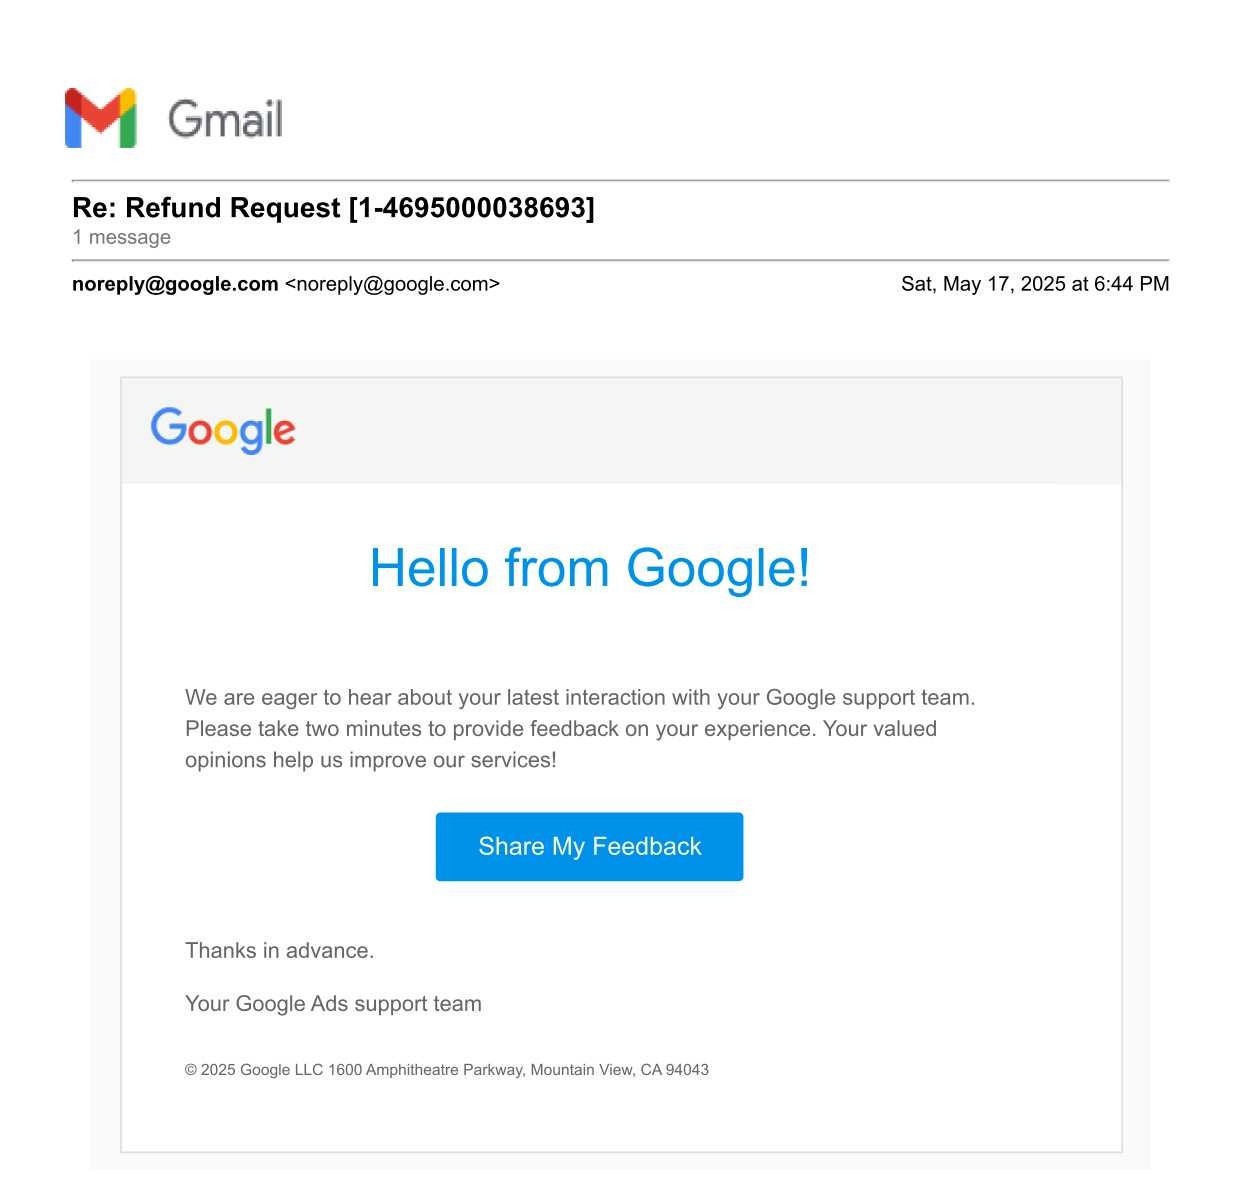 Gmail
Re: Refund Request [1-4695000038693]
1 message
noreply@google.com <noreply@google.com> Sat, May 17, 2025 at 6:44 PM
Google
Hello from Google!
We are eager to hear about your latest interaction with your Google support team.
Please take two minutes to provide feedback on your experience. Your valued
opinions help us improve our services!
Share My Feedback
Thanks in advance.
Your Google Ads support team
© 2025 Google LLC 1600 Amphitheatre Parkway, Mountain View, CA 94043